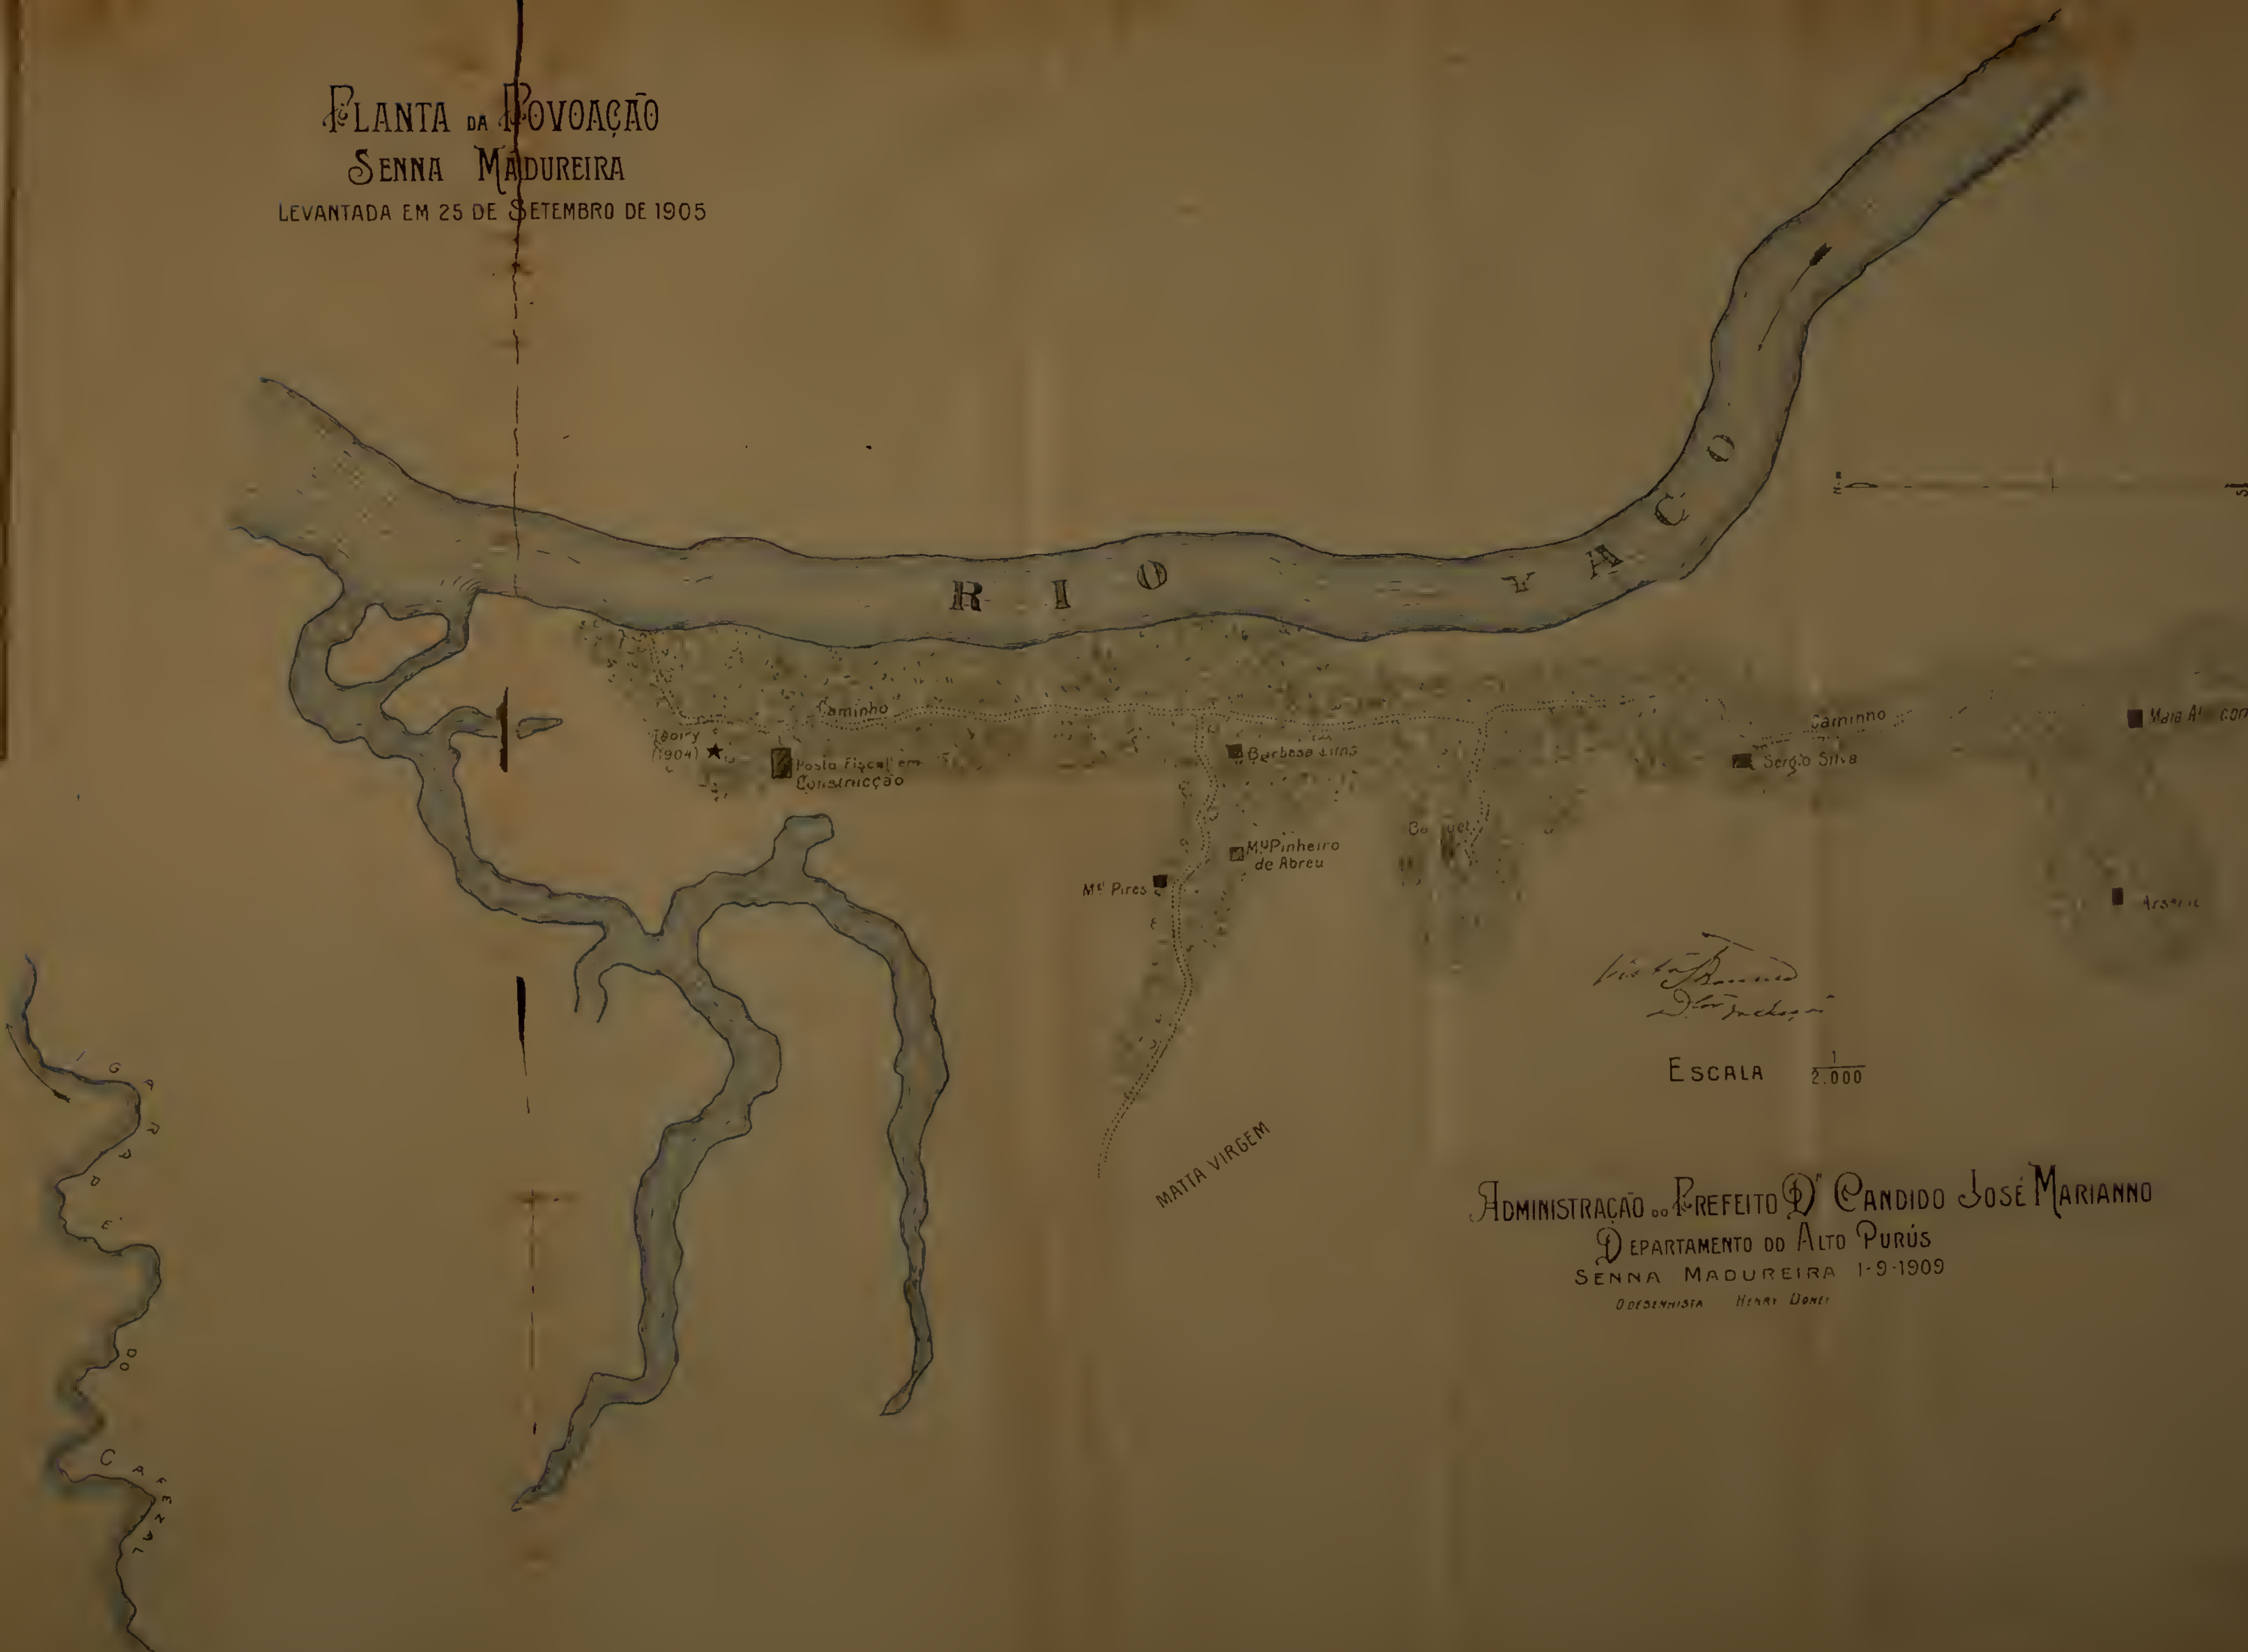 PLANTA DA POVOAÇÃO
SENNA MADUREIRA
LEVANTADA EM 25 DE SETEMBRO DE 1905
RIO YACO
Caminho
(1904)
Posto Fiscal em
Construcção
Barbosa Lima
Mel Pinheiro
de Abreu
Mel Pires
Caminho
Sergio Silva
Maia &
MATTA VIRGEM
IGARAPÉ DO CAFEZAL
ESCALA 1/2.000
ADMINISTRAÇÃO DO PREFEITO Dr CANDIDO JOSÉ MARIANNO
DEPARTAMENTO DO ALTO PURÚS
SENNA MADUREIRA 1-9-1909
O DESENHISTA HENRY